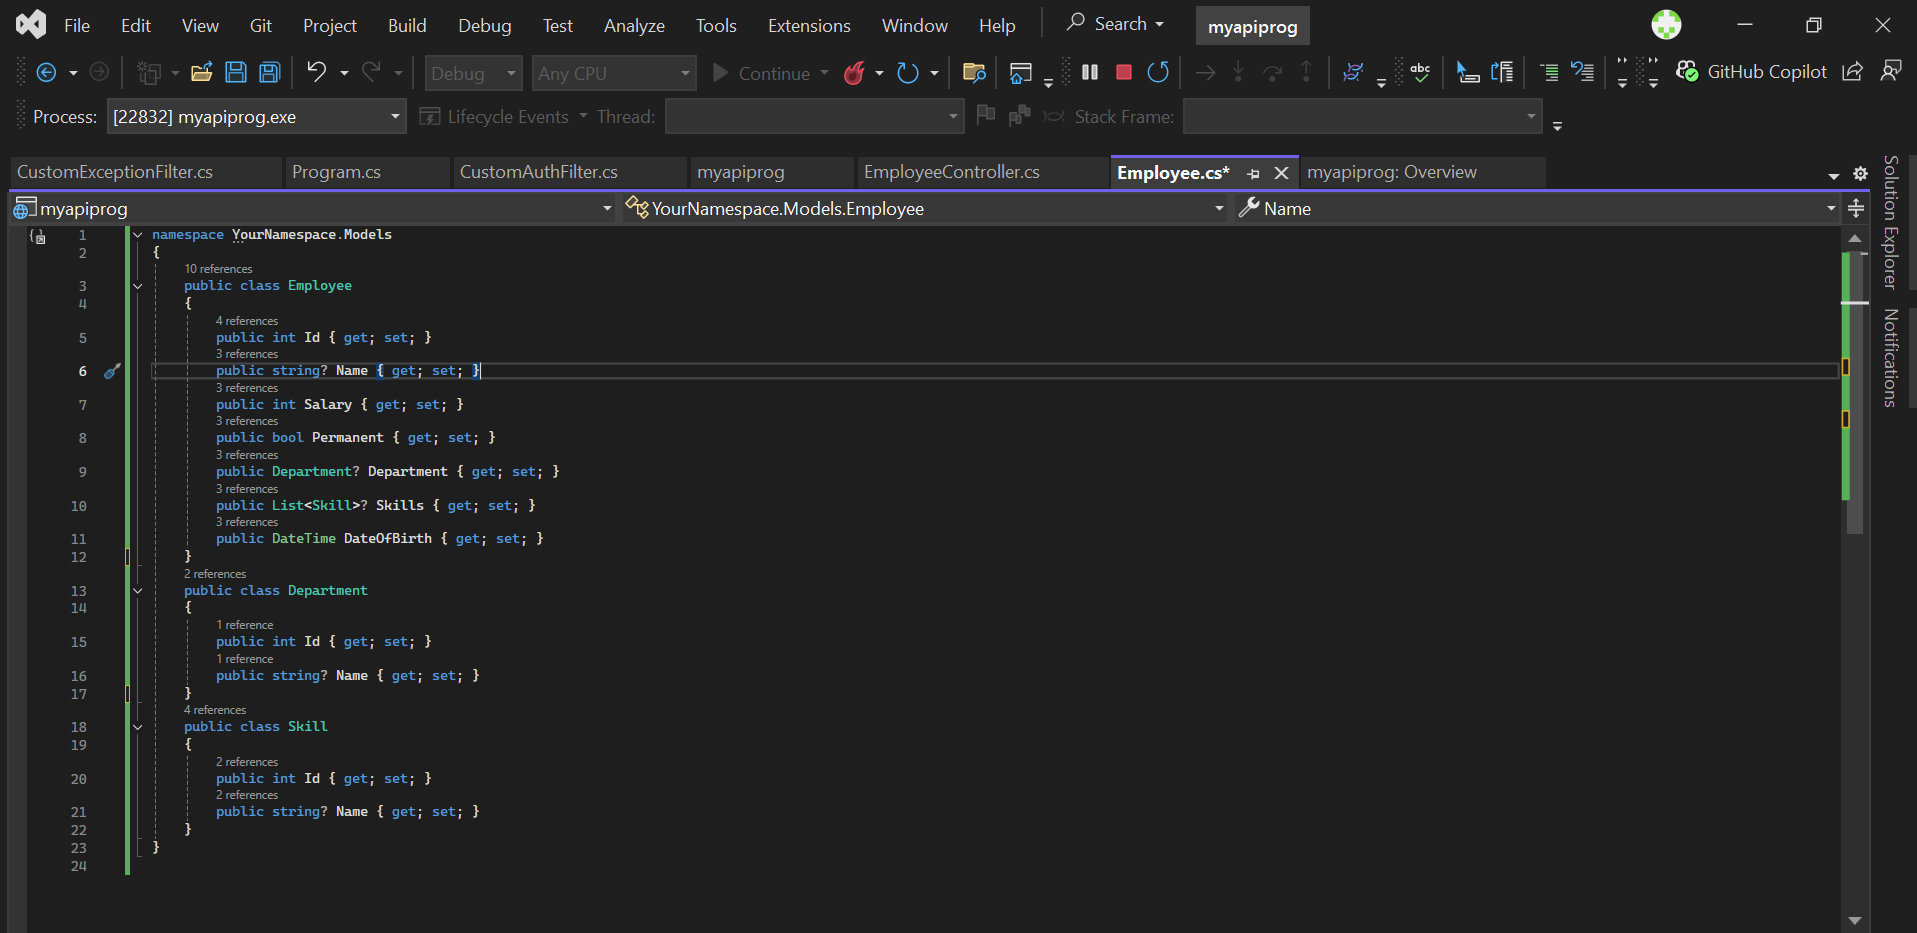 File Edit View Git Project Build Debug Test Analyze Tools Extensions Window Help Search myapiprog
Debug Any CPU Continue abc GitHub Copilot
Process: [22832] myapiprog.exe Lifecycle Events Thread: Stack Frame:
CustomExceptionFilter.cs Program.cs CustomAuthFilter.cs myapiprog EmployeeController.cs Employee.cs* myapiprog: Overview
myapiprog YourNamespace.Models.Employee Name
1 namespace YourNamespace.Models
2 {
10 references
3 public class Employee
4 {
4 references
5 public int Id { get; set; }
3 references
6 public string? Name { get; set; }
3 references
7 public int Salary { get; set; }
3 references
8 public bool Permanent { get; set; }
3 references
9 public Department? Department { get; set; }
3 references
10 public List<Skill>? Skills { get; set; }
3 references
11 public DateTime DateOfBirth { get; set; }
12 }
2 references
13 public class Department
14 {
1 reference
15 public int Id { get; set; }
1 reference
16 public string? Name { get; set; }
17 }
4 references
18 public class Skill
19 {
2 references
20 public int Id { get; set; }
2 references
21 public string? Name { get; set; }
22 }
23 }
24
Solution Explorer
Notifications